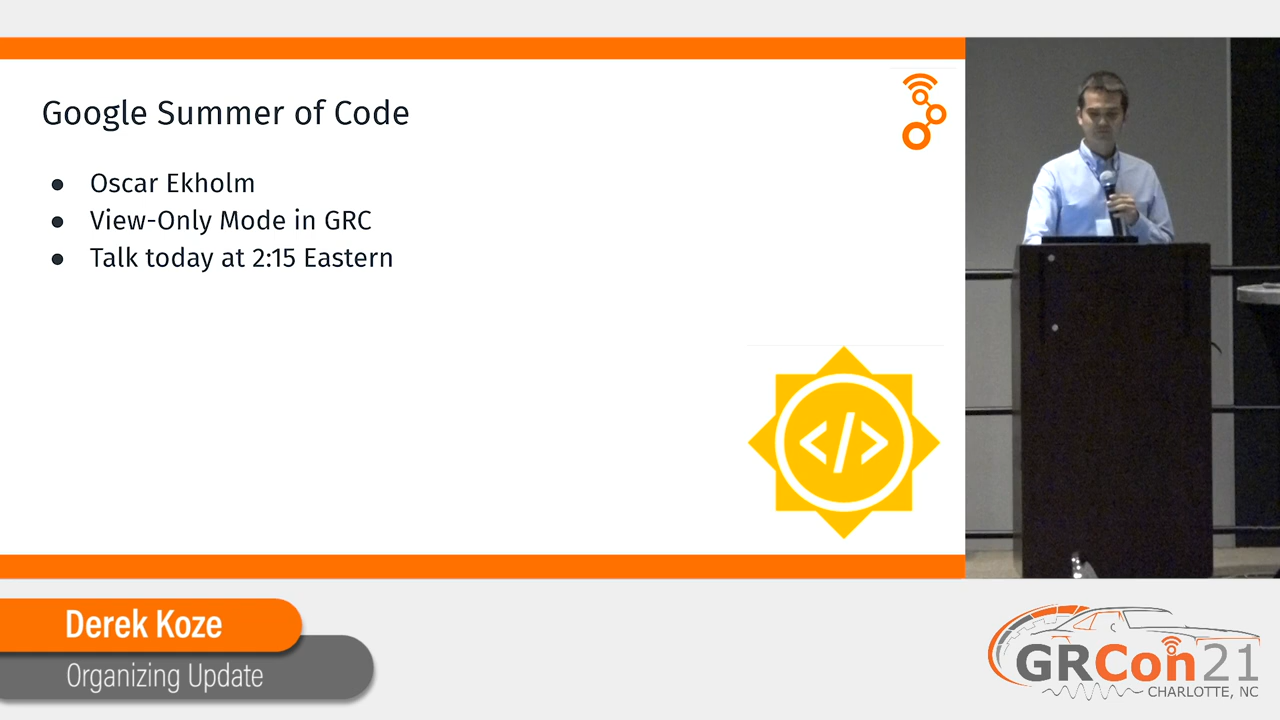 Google Summer of Code
● Oscar Ekholm
● View-Only Mode in GRC
● Talk today at 2:15 Eastern
</>
Derek Koze
Organizing Update
GRCon21
CHARLOTTE, NC